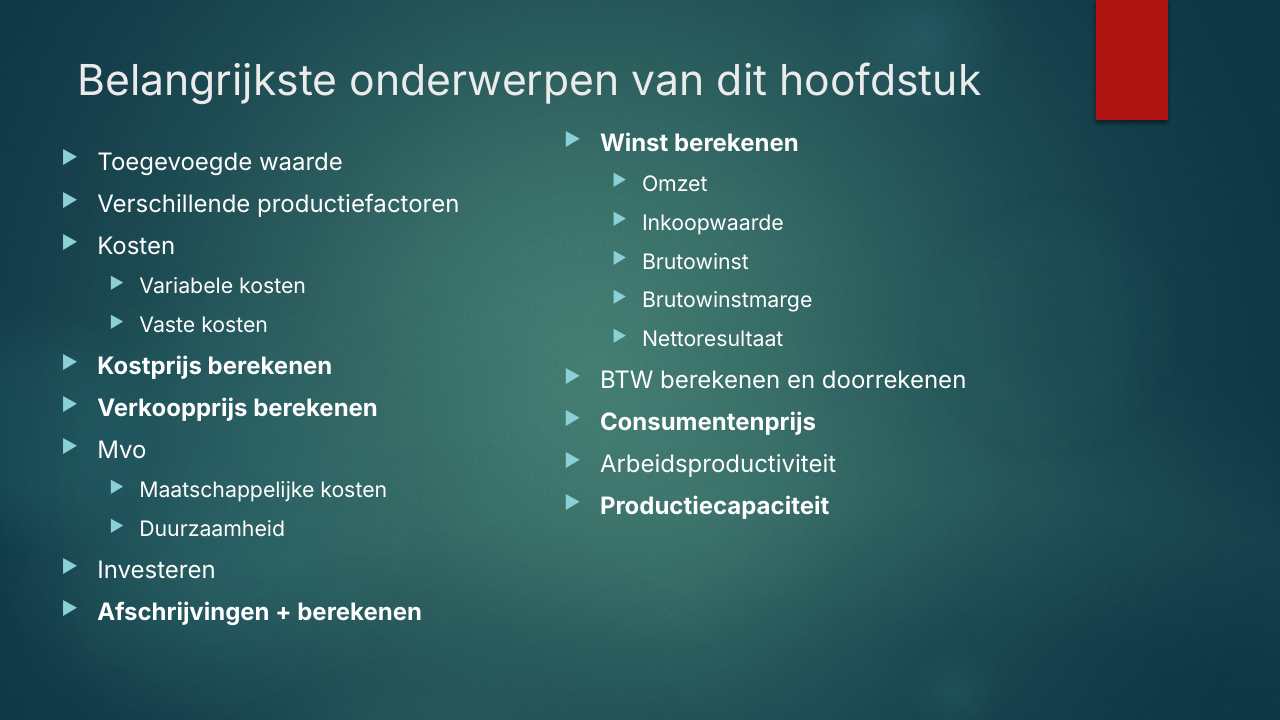 Belangrijkste onderwerpen van dit hoofdstuk
Toegevoegde waarde
Verschillende productiefactoren
Kosten
Variabele kosten
Vaste kosten
Kostprijs berekenen
Verkoopprijs berekenen
Mvo
Maatschappelijke kosten
Duurzaamheid
Investeren
Afschrijvingen + berekenen
Winst berekenen
Omzet
Inkoopwaarde
Brutowinst
Brutowinstmarge
Nettoresultaat
BTW berekenen en doorrekenen
Consumentenprijs
Arbeidsproductiviteit
Productiecapaciteit